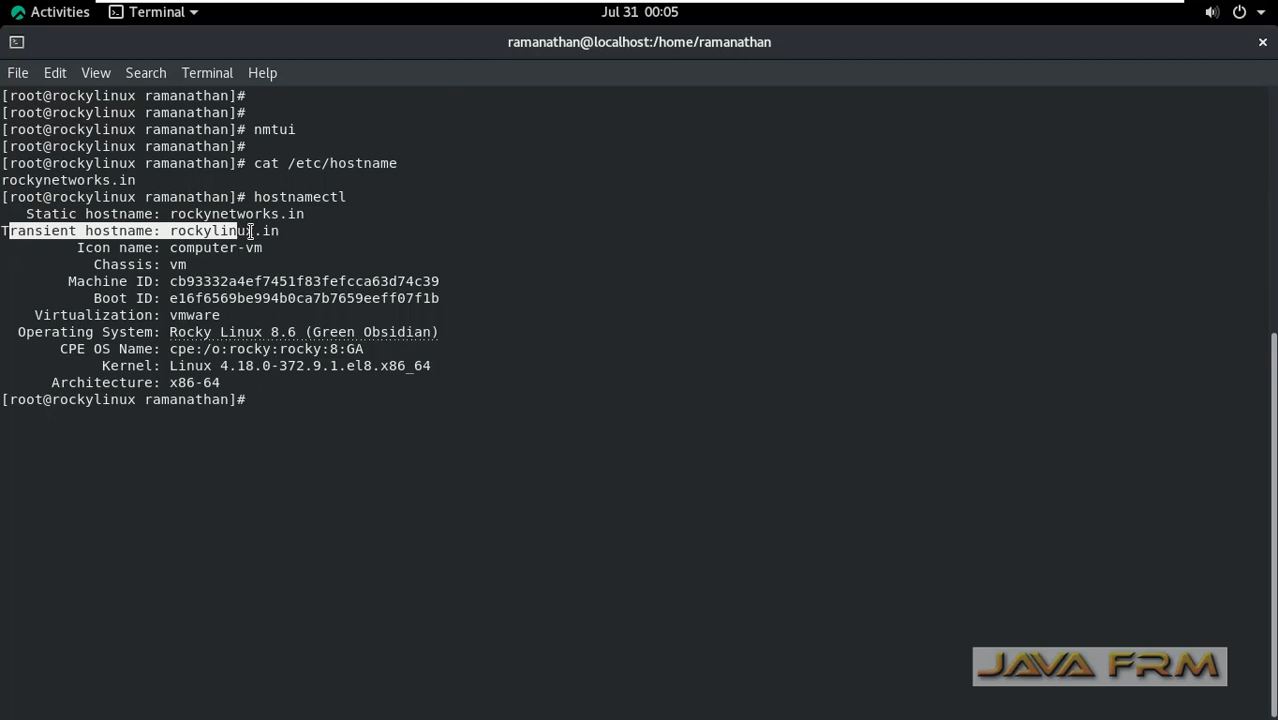 Activities Terminal Jul 31 00:05
ramanathan@localhost:/home/ramanathan
File Edit View Search Terminal Help
[root@rockylinux ramanathan]#
[root@rockylinux ramanathan]#
[root@rockylinux ramanathan]# nmtui
[root@rockylinux ramanathan]#
[root@rockylinux ramanathan]# cat /etc/hostname
rockynetworks.in
[root@rockylinux ramanathan]# hostnamectl
Static hostname: rockynetworks.in
Transient hostname: rockylinux.in
Icon name: computer-vm
Chassis: vm
Machine ID: cb93332a4ef7451f83fefcca63d74c39
Boot ID: e16f6569be994b0ca7b7659eeff07f1b
Virtualization: vmware
Operating System: Rocky Linux 8.6 (Green Obsidian)
CPE OS Name: cpe:/o:rocky:rocky:8:GA
Kernel: Linux 4.18.0-372.9.1.el8.x86_64
Architecture: x86-64
[root@rockylinux ramanathan]#
JAVA FRM